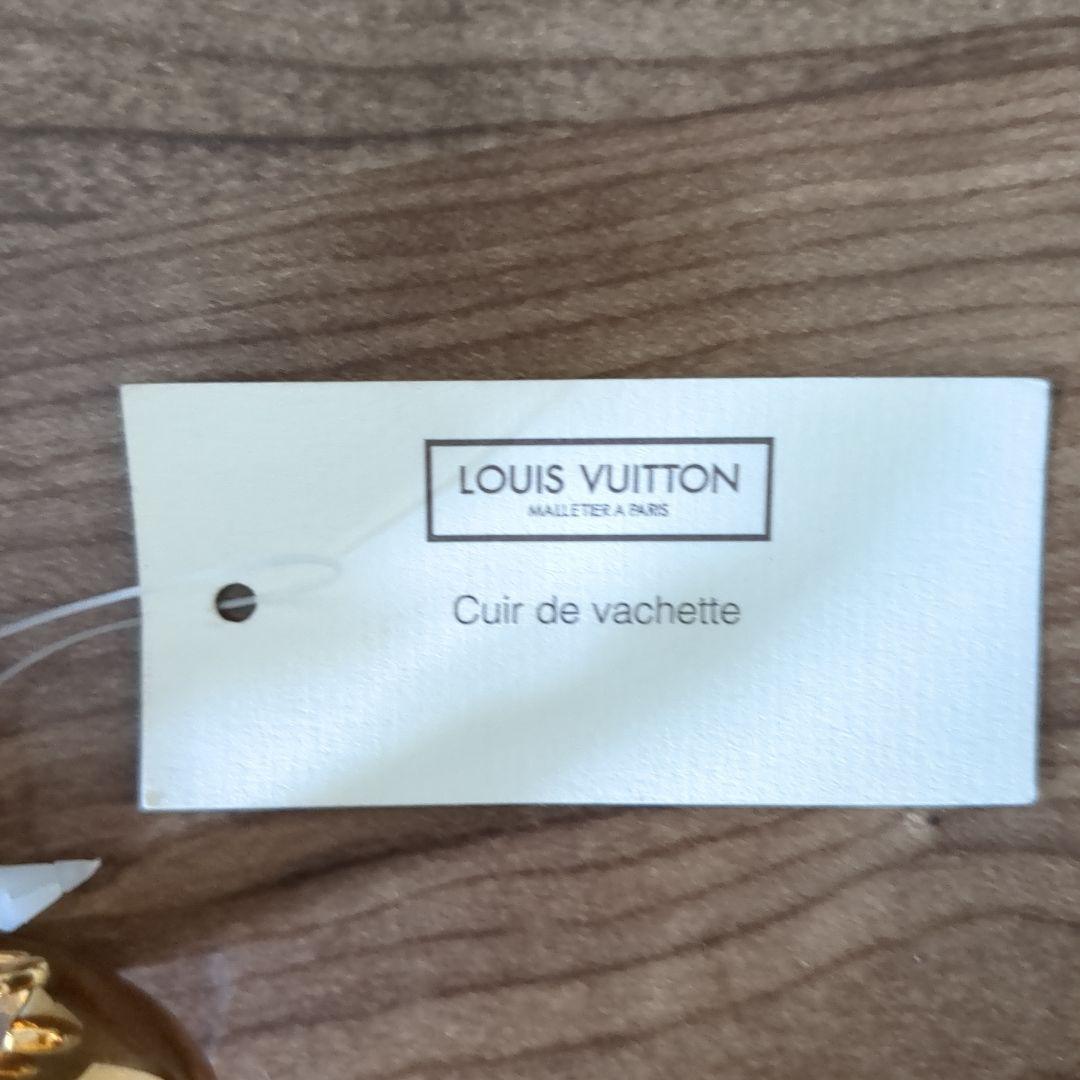 LOUIS VUITTON
MALLETIER A PARIS
Cuir de vachette